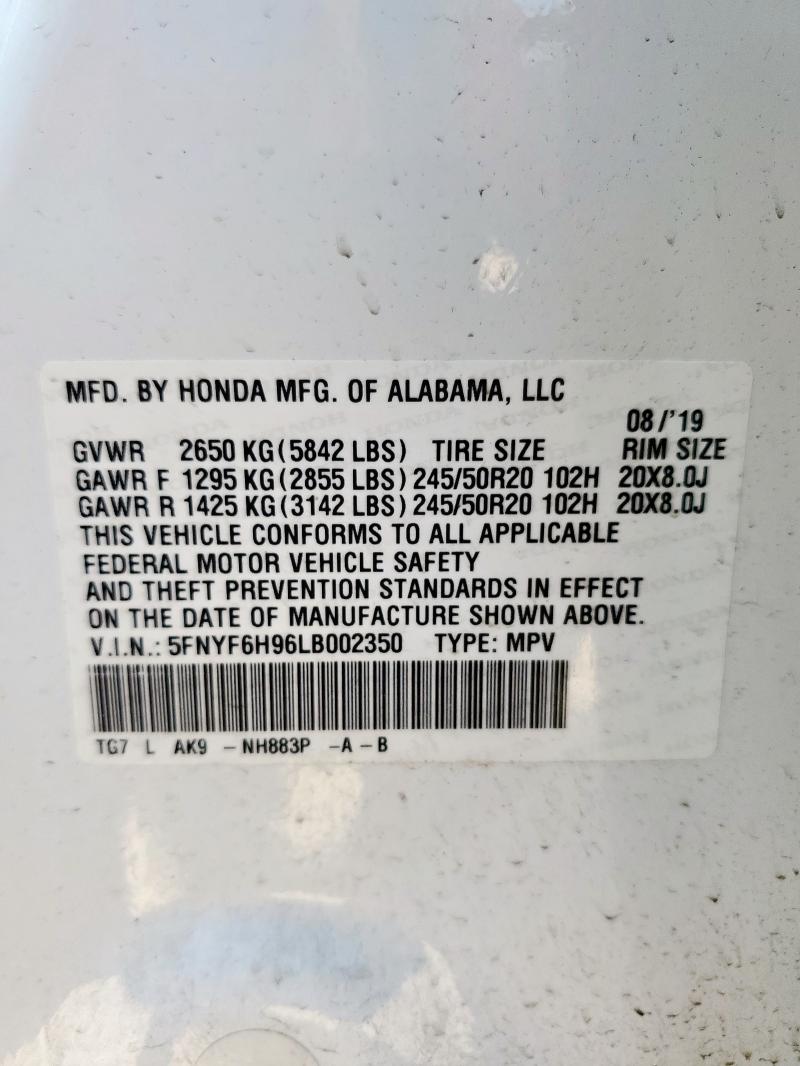 MFD. BY HONDA MFG. OF ALABAMA, LLC
08/'19
GVWR 2650 KG(5842 LBS) TIRE SIZE RIM SIZE
GAWR F 1295 KG(2855 LBS) 245/50R20 102H 20X8.0J
GAWR R 1425 KG(3142 LBS) 245/50R20 102H 20X8.0J
THIS VEHICLE CONFORMS TO ALL APPLICABLE
FEDERAL MOTOR VEHICLE SAFETY
AND THEFT PREVENTION STANDARDS IN EFFECT
ON THE DATE OF MANUFACTURE SHOWN ABOVE.
V.I.N.: 5FNYF6H96LB002350 TYPE: MPV
TG7 L AK9 -NH883P -A-B